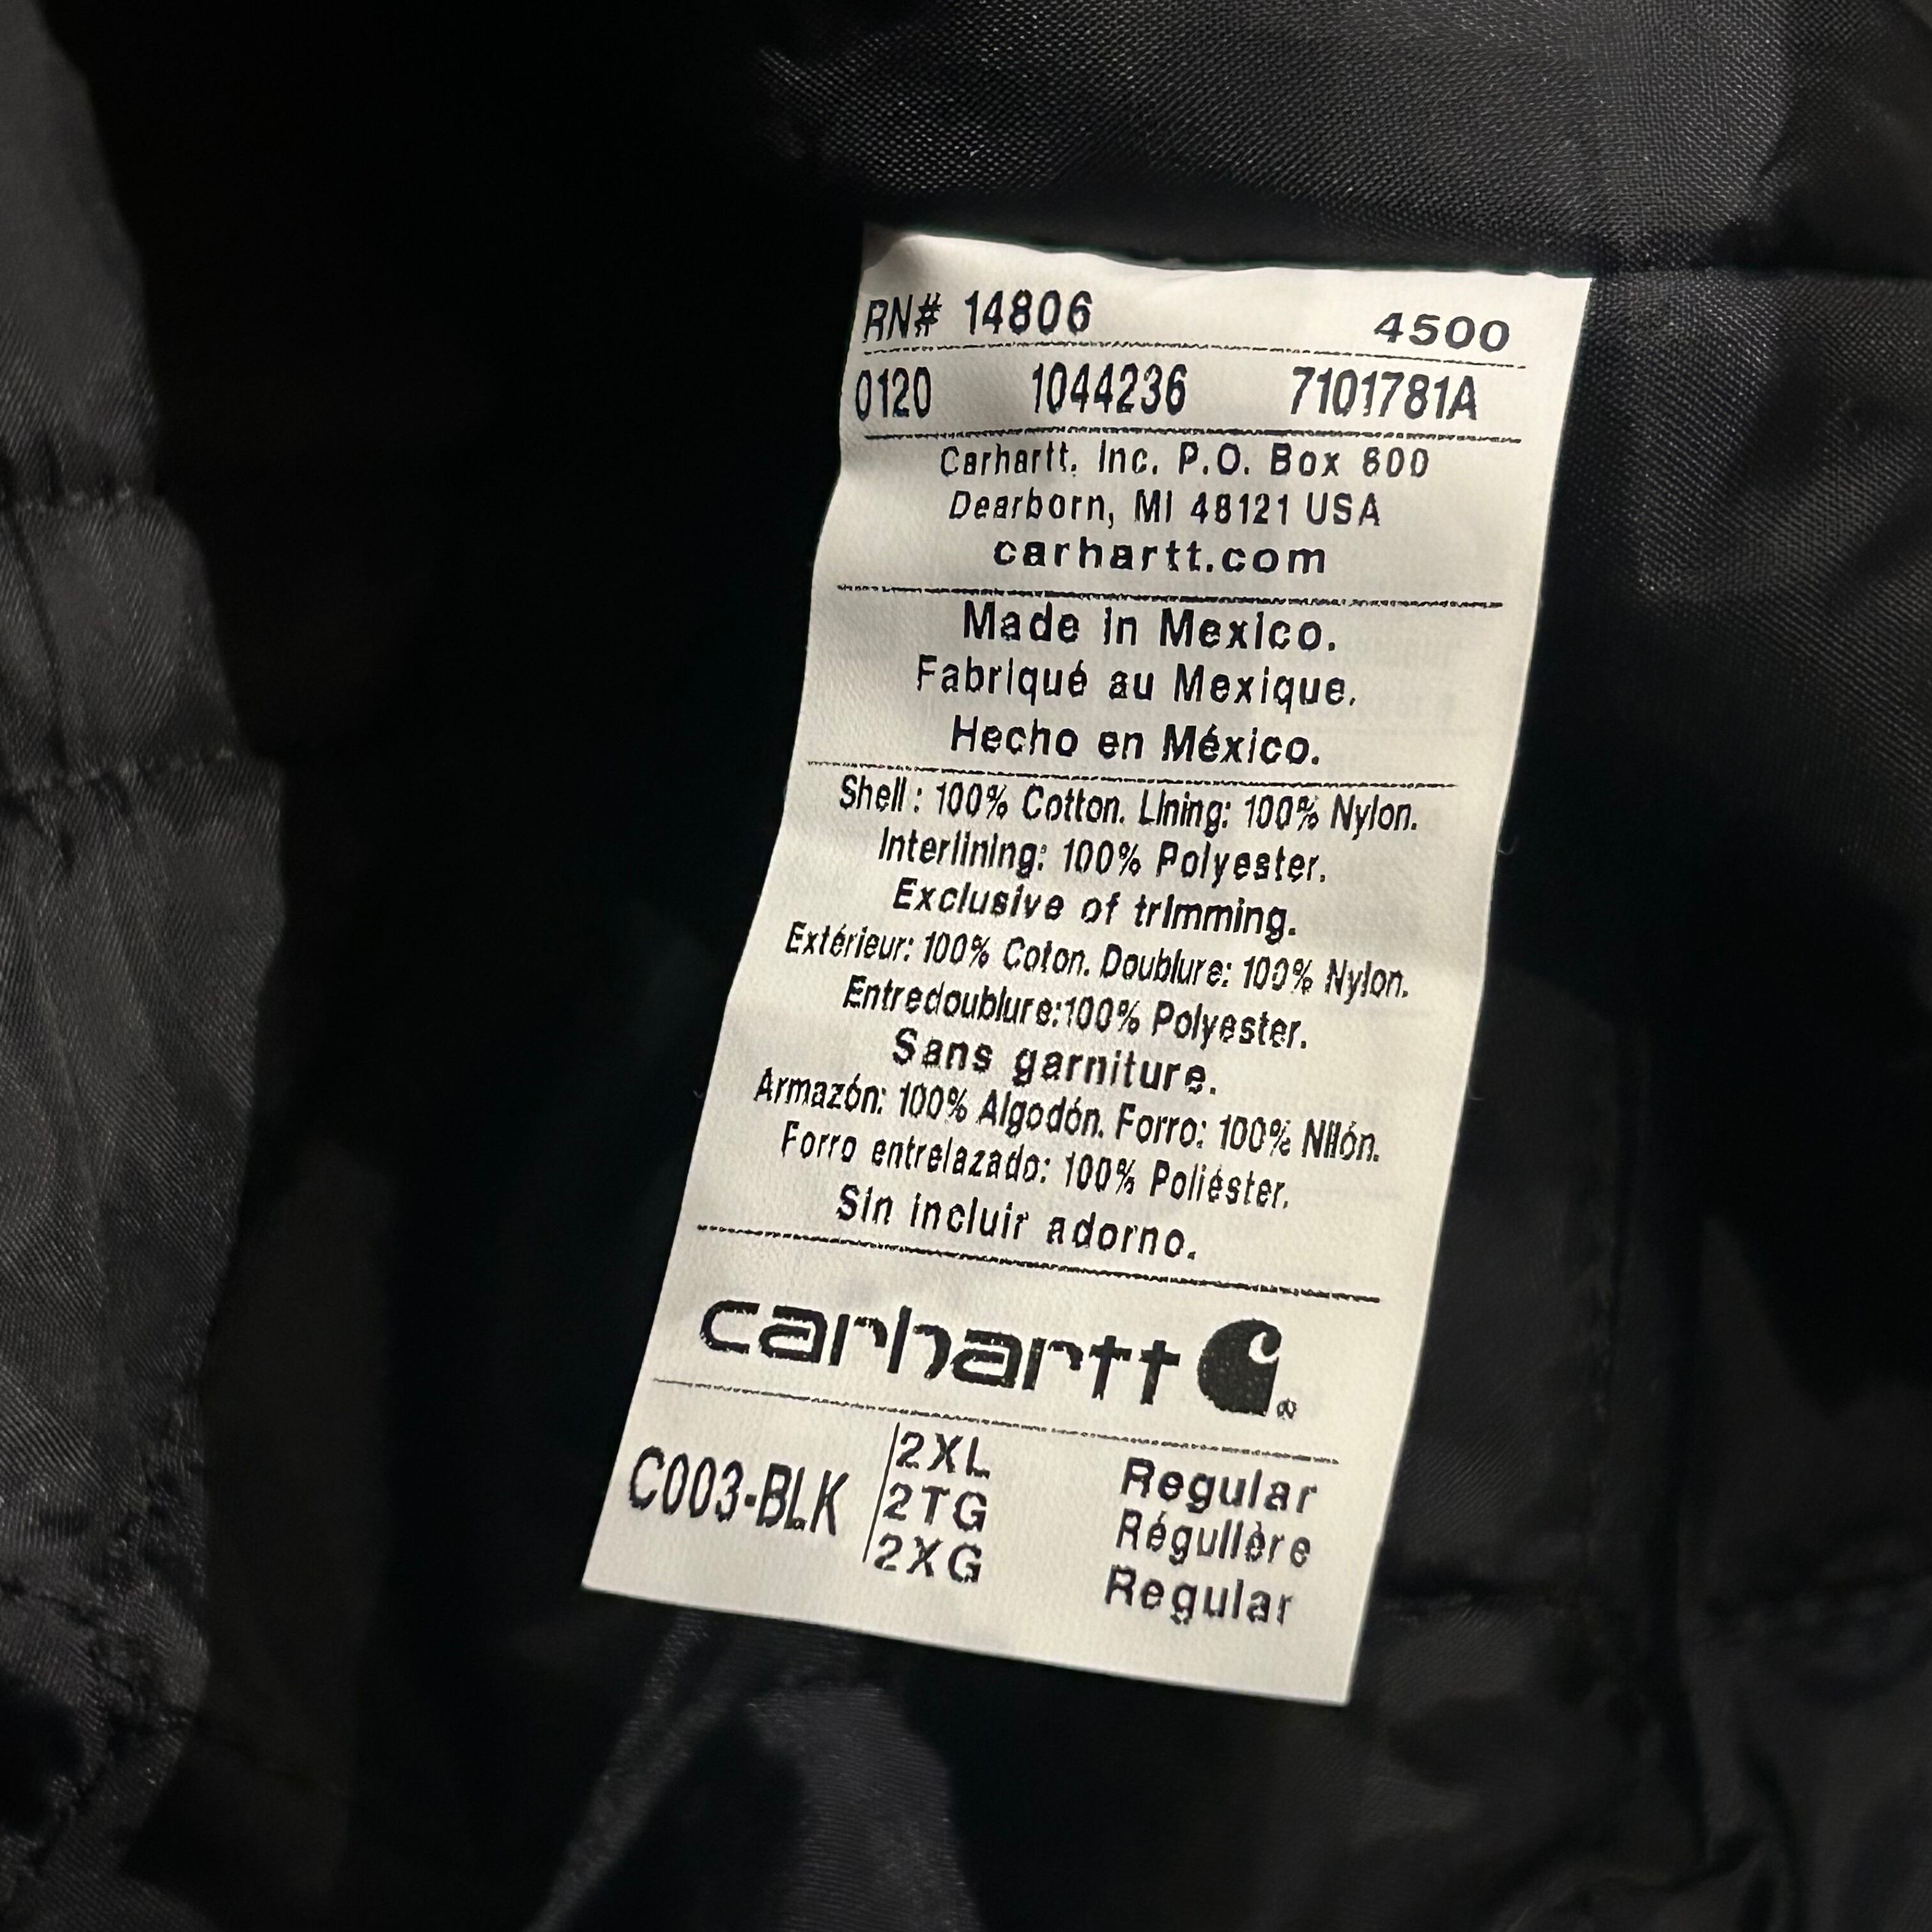 RN# 14806 4500
0120 1044236 7101781A
Carhartt, Inc. P.O. Box 600
Dearborn, MI 48121 USA
carhartt.com
Made in Mexico.
Fabriqué au Mexique.
Hecho en México.
Shell: 100% Cotton. Lining: 100% Nylon.
Interlining: 100% Polyester.
Exclusive of trimming.
Extérieur: 100% Coton. Doublure: 100% Nylon.
Entredoublure:100% Polyester.
Sans garniture.
Armazón: 100% Algodón. Forro: 100% Nilón.
Forro entrelazado: 100% Poliéster.
Sin incluir adorno.
carhartt ®
C003-BLK 2XL Regular
2TG Régulière
2XG Regular